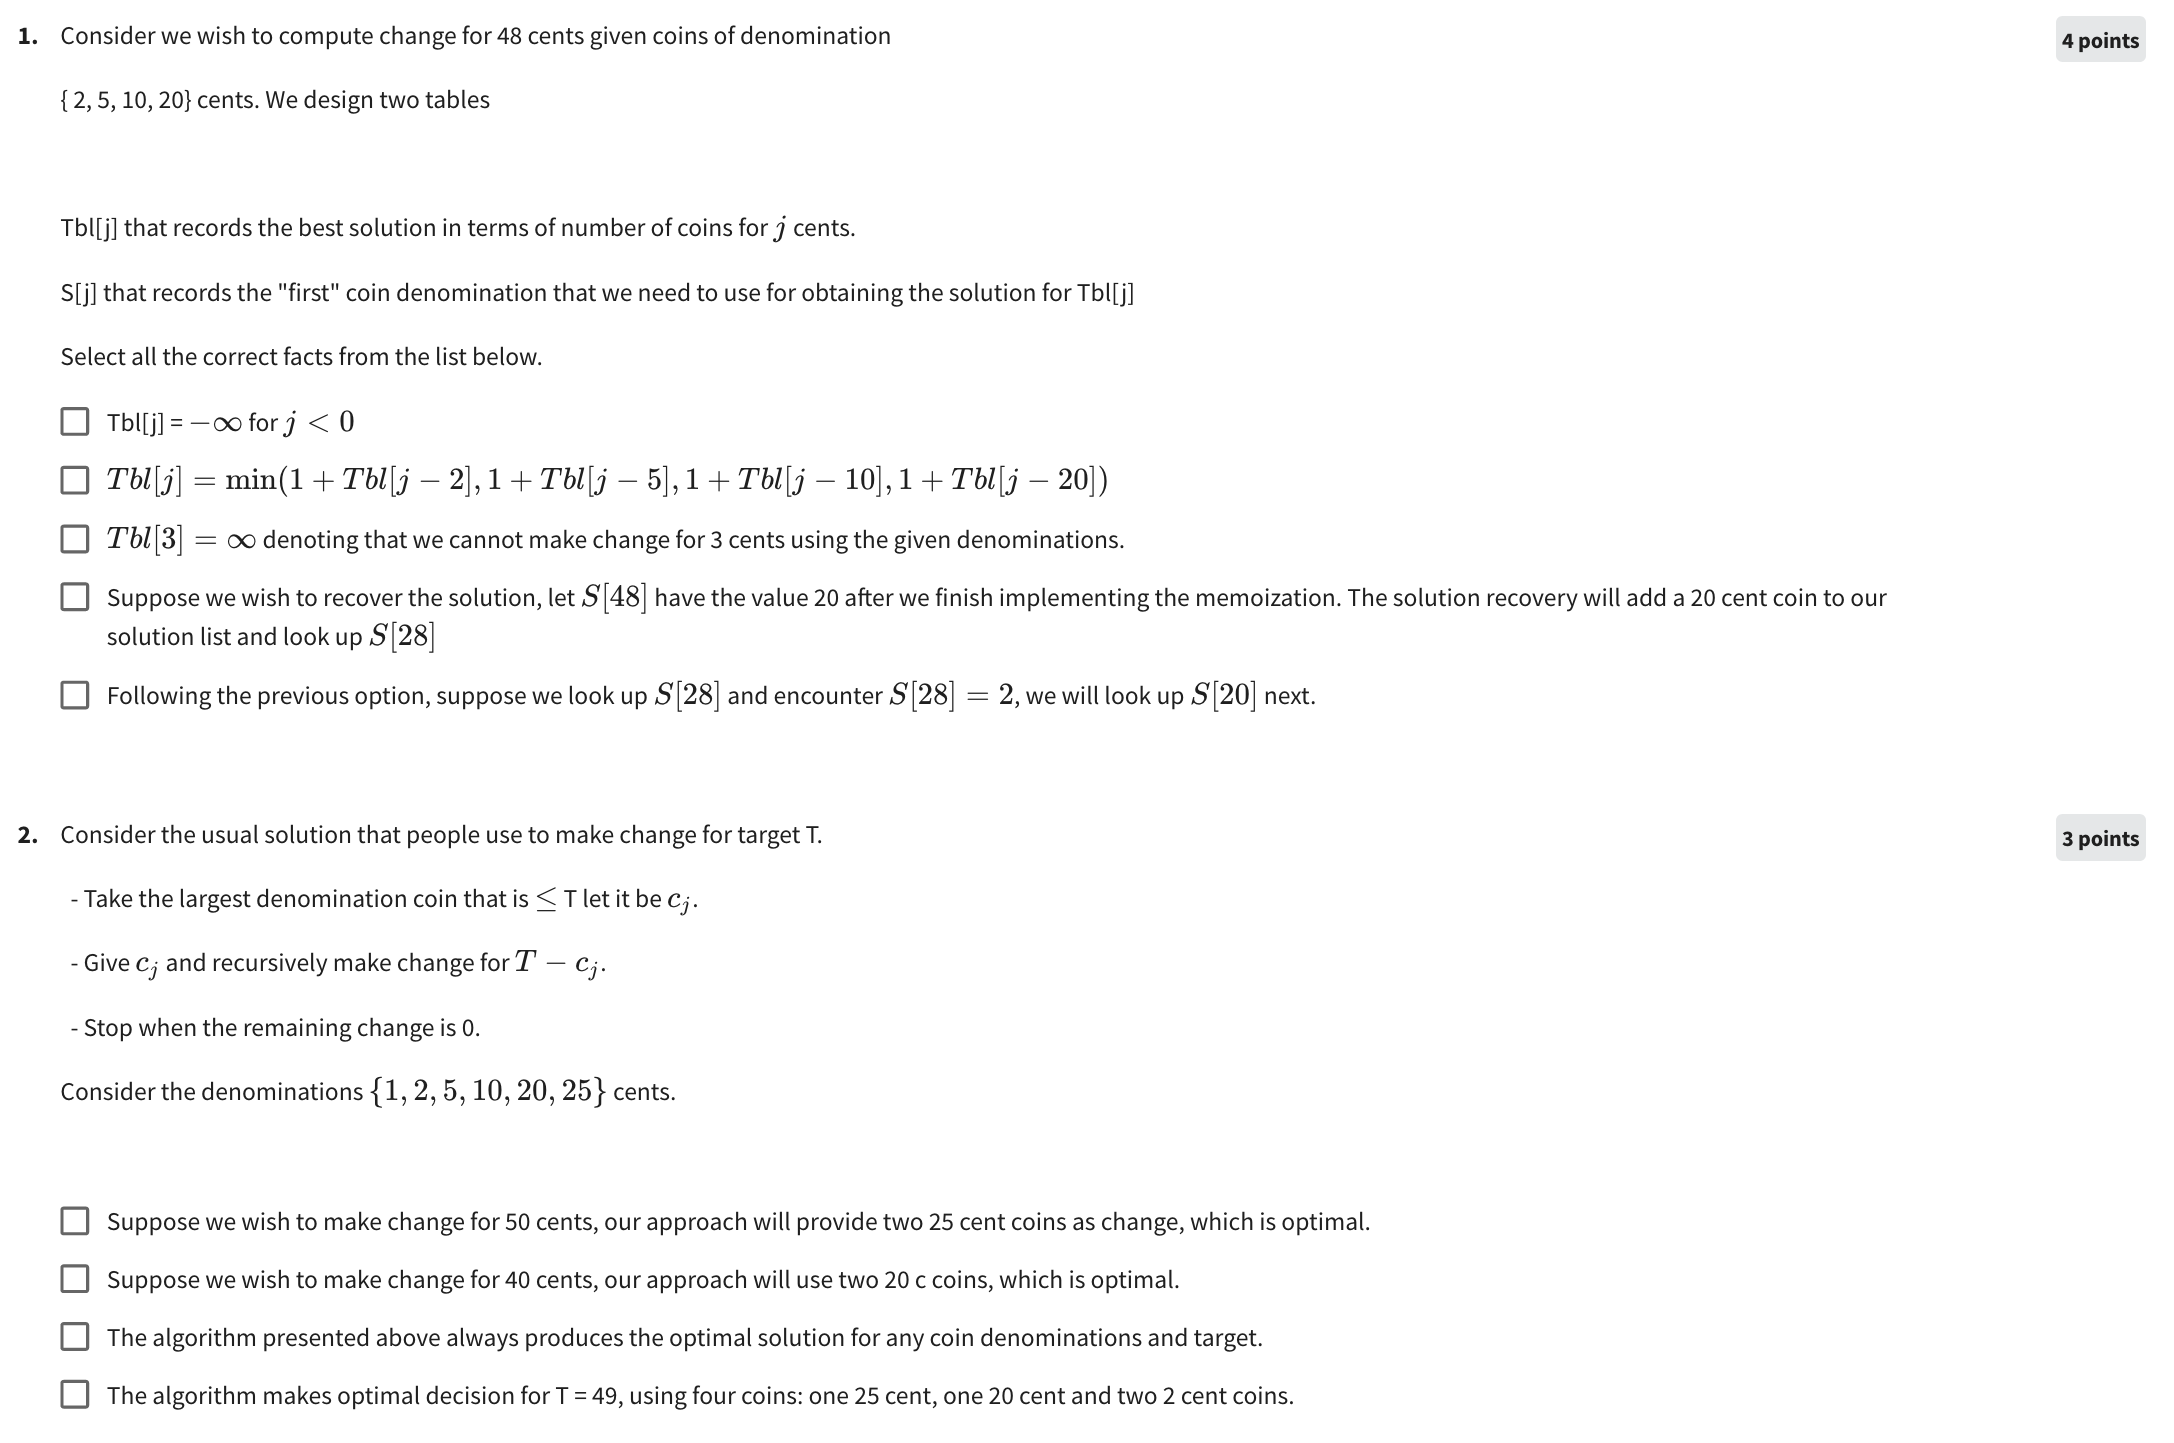 1. Consider we wish to compute change for 48 cents given coins of denomination
4 points
{ 2, 5, 10, 20} cents. We design two tables
Tbl[j] that records the best solution in terms of number of coins for j cents.
S[j] that records the "first" coin denomination that we need to use for obtaining the solution for Tbl[j]
Select all the correct facts from the list below.
Tbl[j] = −∞ for j < 0
Tbl[j] = min(1 + Tbl[j − 2], 1 + Tbl[j − 5], 1 + Tbl[j − 10], 1 + Tbl[j − 20])
Tbl[3] = ∞ denoting that we cannot make change for 3 cents using the given denominations.
Suppose we wish to recover the solution, let S[48] have the value 20 after we finish implementing the memoization. The solution recovery will add a 20 cent coin to our
solution list and look up S[28]
Following the previous option, suppose we look up S[28] and encounter S[28] = 2, we will look up S[20] next.
2. Consider the usual solution that people use to make change for target T.
3 points
- Take the largest denomination coin that is ≤ T let it be cⱼ.
- Give cⱼ and recursively make change for T − cⱼ.
- Stop when the remaining change is 0.
Consider the denominations {1, 2, 5, 10, 20, 25} cents.
Suppose we wish to make change for 50 cents, our approach will provide two 25 cent coins as change, which is optimal.
Suppose we wish to make change for 40 cents, our approach will use two 20 c coins, which is optimal.
The algorithm presented above always produces the optimal solution for any coin denominations and target.
The algorithm makes optimal decision for T = 49, using four coins: one 25 cent, one 20 cent and two 2 cent coins.